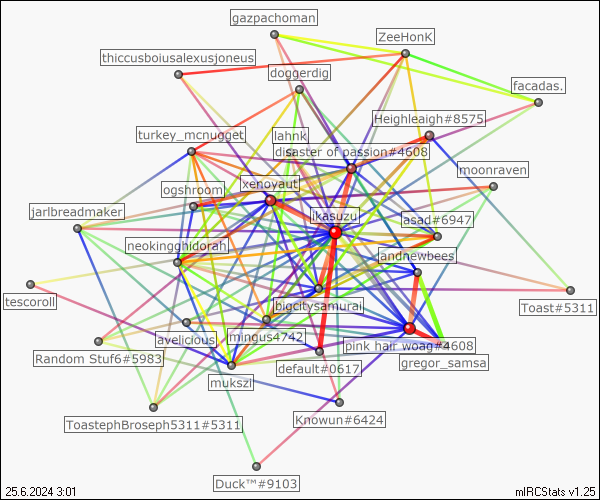 gazpachoman
ZeeHonK
thiccusboiusalexusjoneus
doggerdig
facadas.
Heighleigh#8575
turkey_mcnugget
lahnk
disaster of passion#4608
moonraven
xenoyaut
ogshroom
jarlbreadmaker
ikasuzu
asad#6947
neokingghidorah
andnewbees
tescoroll
bigcitysamurai
Toast#5311
avelicious
mingus4742
pink hair woag#4608
Random Stuf6#5983
default#0617
gregor_samsa
mukszi
ToastephBroseph5311#5311
Knowun#6424
Duck™#9103
25.6.2024 3:01
mIRCStats v1.25